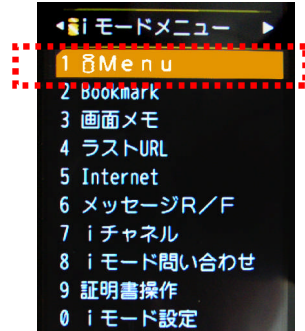 iモードメニュー
1 iMenu
2 Bookmark
3 画面メモ
4 ラストURL
5 Internet
6 メッセージR/F
7 iチャネル
8 iモード問い合わせ
9 証明書操作
0 iモード設定